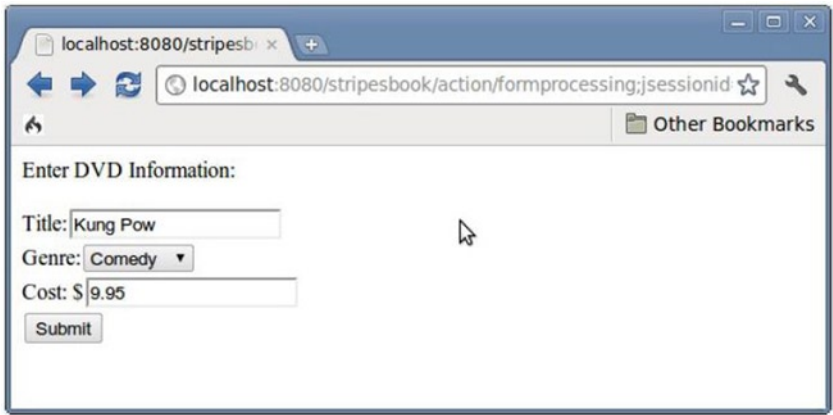 localhost:8080/stripesb
localhost:8080/stripesbook/action/formprocessing;jsessionid
Other Bookmarks
Enter DVD Information:
Title: Kung Pow
Genre: Comedy
Cost: $ 9.95
Submit